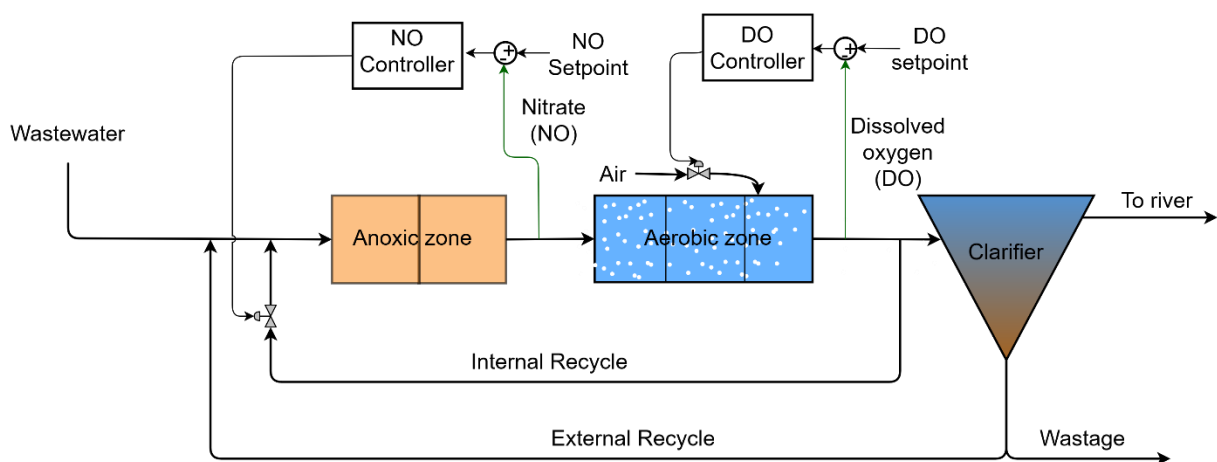 NO
Controller
NO
Setpoint
DO
Controller
DO
setpoint
Wastewater
Nitrate
(NO)
Air
Dissolved
oxygen
(DO)
To river
Anoxic zone
Aerobic zone
Clarifier
Internal Recycle
External Recycle
Wastage